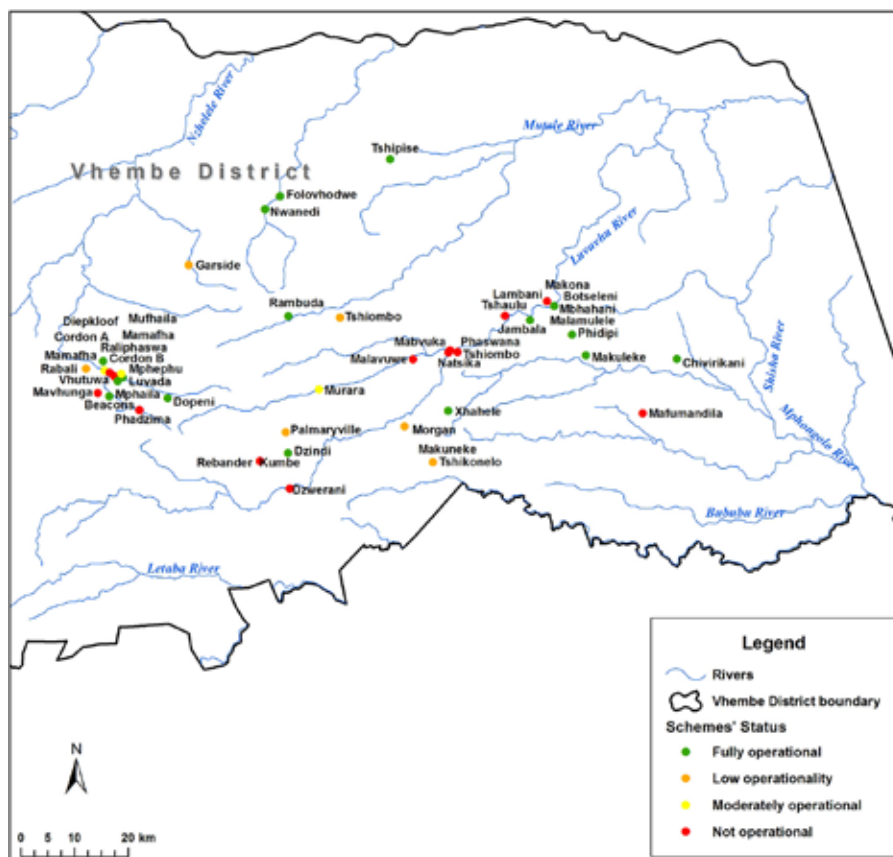 Nzhelele River
Mutale River
Tshipise
Vhembe District
Folovhodwe
Nwanedi
Luvuvhu River
Garside
Makona
Lambani
Botseleni
Rambuda
Tshiombo
Tshaulu
Mbhahani
Diepkloof
Mufhaila
Jambala
Malamulele
Cordon A
Mamafha
Phidipi
Shisha River
Raliphaswa
Mabvuka
Phaswana
Mamafha
Cordon B
Malavuwe
Tshiombo
Makuleke
Chivirikani
Rabali
Mphephu
Natsika
Vhutuwa
Luvada
Mavhunga
Mphaila
Dopeni
Murara
Beacons
Phadzima
Xhahele
Mafumandila
Mphongolo River
Palmaryville
Morgan
Dzindi
Makuneke
Rebander
Kumbe
Tshikonelo
Dzwerani
Bububu River
Letaba River
Legend
Rivers
Vhembe District boundary
Schemes' Status
Fully operational
Low operationality
Moderately operational
Not operational
N
0 5 10 20 km